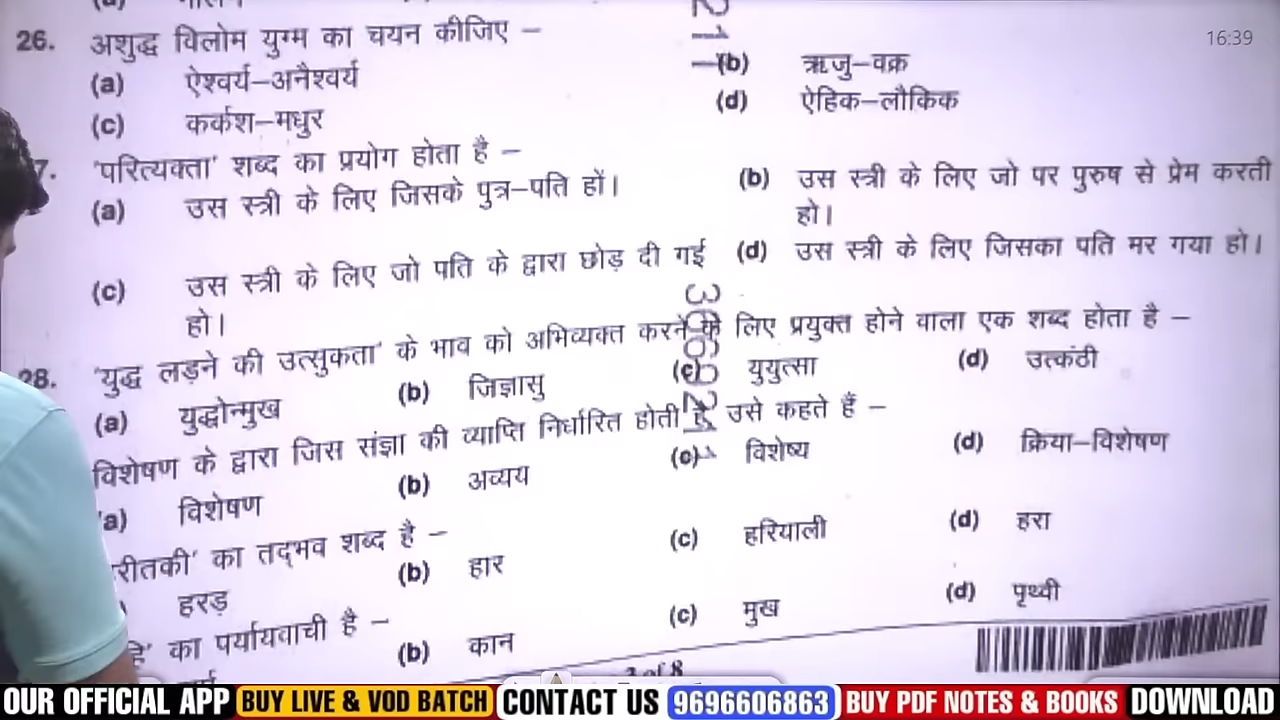 16:39
26. अशुद्ध विलोम युग्म का चयन कीजिए –
(a) ऐश्वर्य–अनैश्वर्य (b) ऋजु–वक्र
(c) कर्कश–मधुर (d) ऐहिक–लौकिक
7. 'परित्यक्ता' शब्द का प्रयोग होता है –
(a) उस स्त्री के लिए जिसके पुत्र–पति हों। (b) उस स्त्री के लिए जो पर पुरुष से प्रेम करती
हो।
(c) उस स्त्री के लिए जो पति के द्वारा छोड़ दी गई (d) उस स्त्री के लिए जिसका पति मर गया हो।
हो।
28. 'युद्ध लड़ने की उत्सुकता' के भाव को अभिव्यक्त करने के लिए प्रयुक्त होने वाला एक शब्द होता है –
(a) युद्धोन्मुख (b) जिज्ञासु (c) युयुत्सा (d) उत्कंठी
विशेषण के द्वारा जिस संज्ञा की व्याप्ति निर्धारित होती है उसे कहते हैं –
a) विशेषण (b) अव्यय (c) विशेष्य (d) क्रिया–विशेषण
रीतकी' का तद्भव शब्द है –
हरड़ (b) हार (c) हरियाली (d) हरा
का पर्यायवाची है –
(b) कान (c) मुख (d) पृथ्वी
of 8
OUR OFFICIAL APP BUY LIVE & VOD BATCH CONTACT US 9696606863 BUY PDF NOTES & BOOKS DOWNLOAD